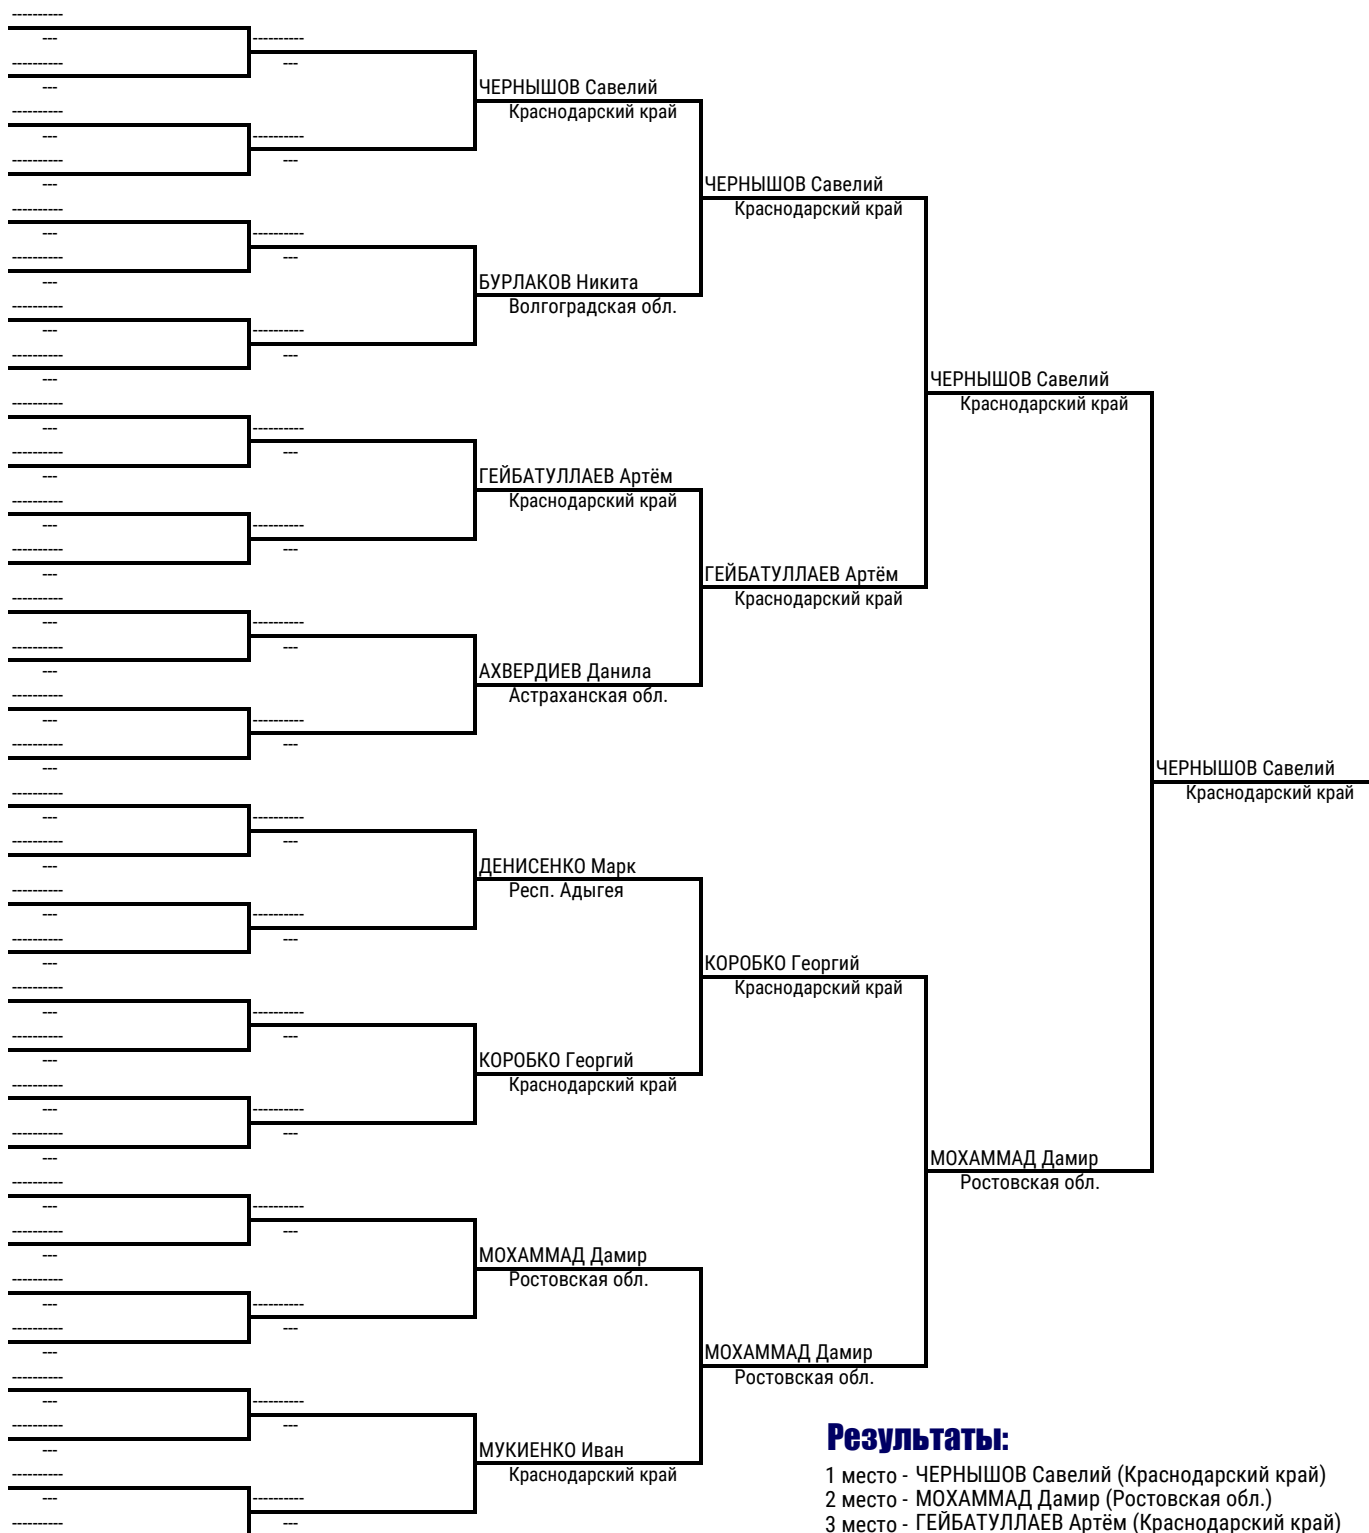 ЧЕРНЫШОВ Савелий
Краснодарский край
ЧЕРНЫШОВ Савелий
Краснодарский край
БУРЛАКОВ Никита
Волгоградская обл.
ЧЕРНЫШОВ Савелий
Краснодарский край
ГЕЙБАТУЛЛАЕВ Артём
Краснодарский край
ГЕЙБАТУЛЛАЕВ Артём
Краснодарский край
АХВЕРДИЕВ Данила
Астраханская обл.
ЧЕРНЫШОВ Савелий
Краснодарский край
ДЕНИСЕНКО Марк
Респ. Адыгея
КОРОБКО Георгий
Краснодарский край
КОРОБКО Георгий
Краснодарский край
МОХАММАД Дамир
Ростовская обл.
МОХАММАД Дамир
Ростовская обл.
МОХАММАД Дамир
Ростовская обл.
МУКИЕНКО Иван
Краснодарский край
Результаты:
1 место - ЧЕРНЫШОВ Савелий (Краснодарский край)
2 место - МОХАММАД Дамир (Ростовская обл.)
3 место - ГЕЙБАТУЛЛАЕВ Артём (Краснодарский край)